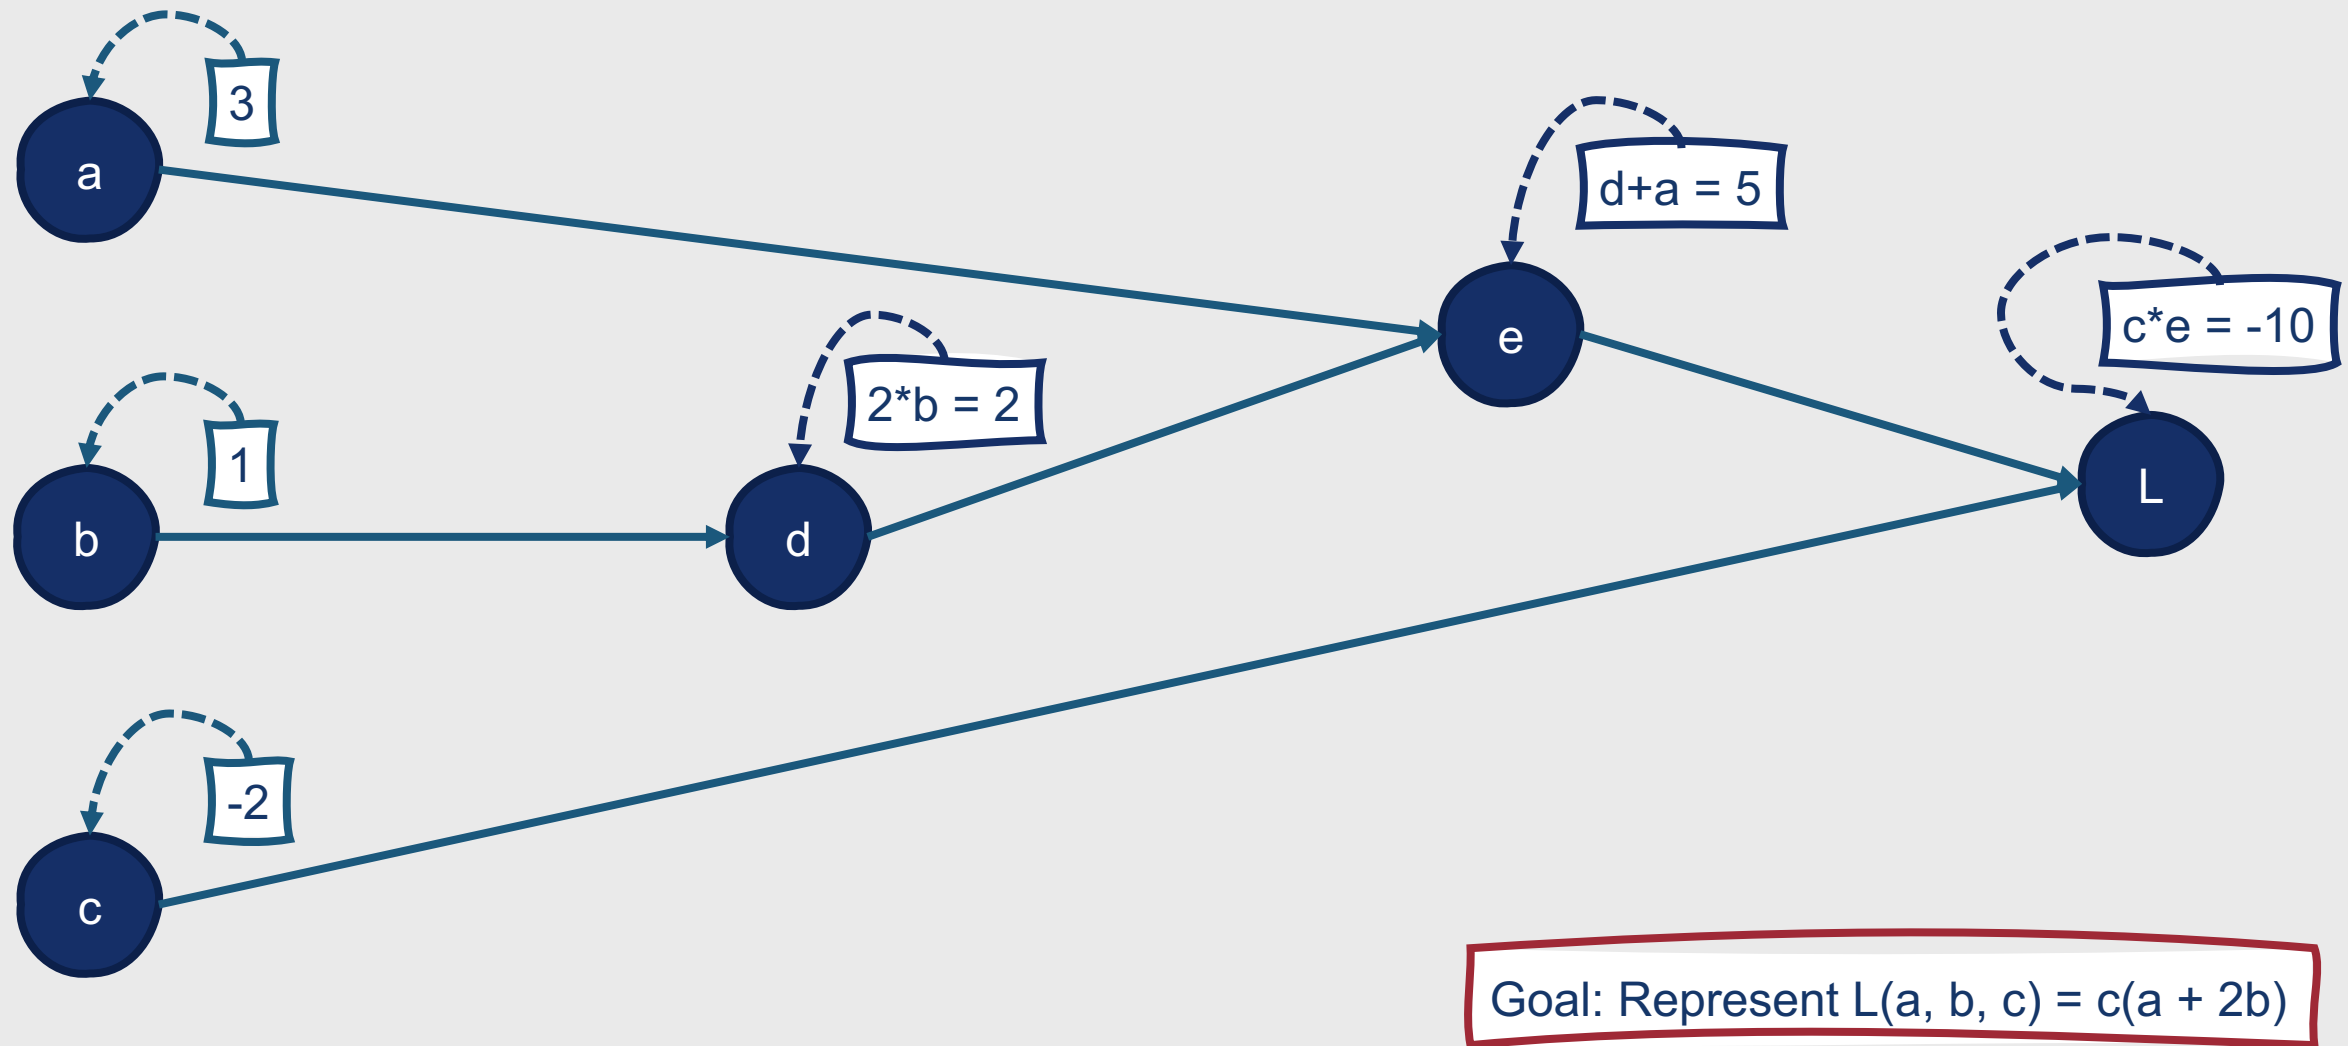 3
a
d+a = 5
c*e = -10
e
2*b = 2
1
L
b
d
-2
c
Goal: Represent L(a, b, c) = c(a + 2b)